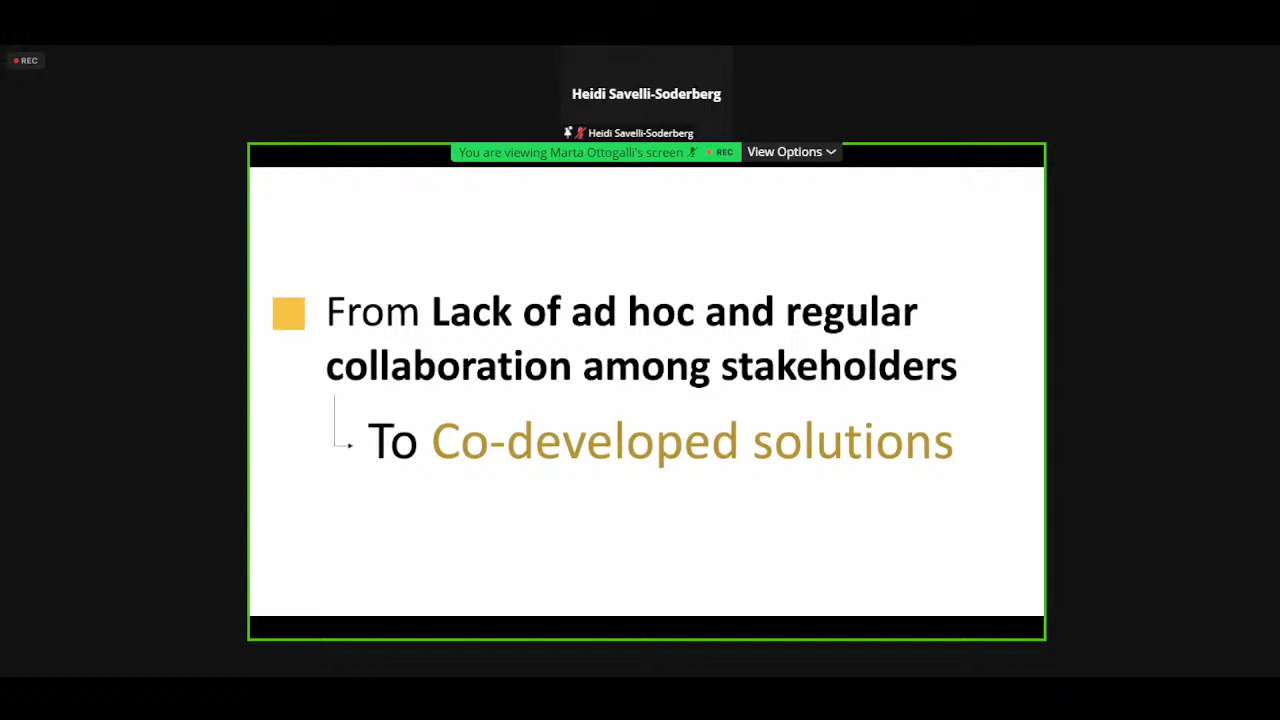 REC
Heidi Savelli-Soderberg
Heidi Savelli-Soderberg
You are viewing Marta Ottogalli's screen REC View Options
From Lack of ad hoc and regular
collaboration among stakeholders
To Co-developed solutions